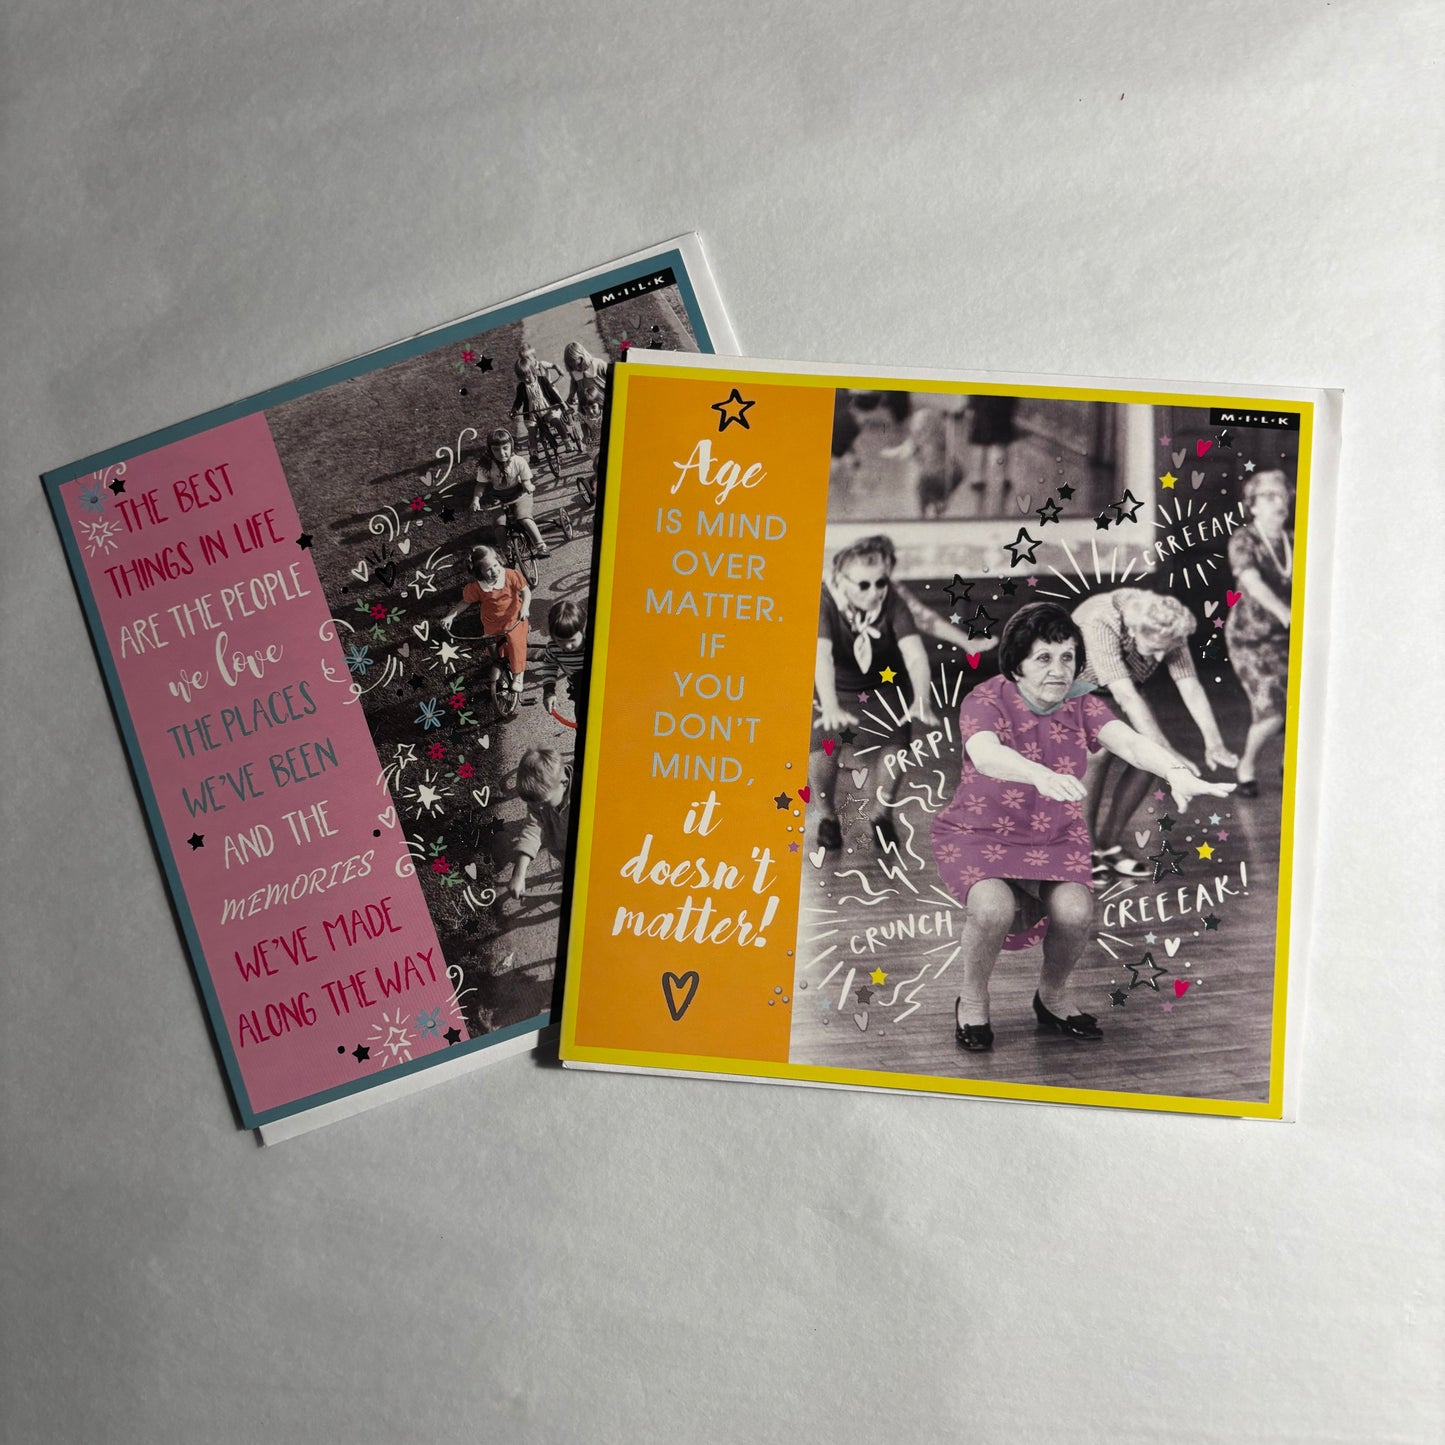 M·I·L·K
THE BEST
THINGS IN LIFE
ARE THE PEOPLE
we love
THE PLACES
WE'VE BEEN
AND THE
MEMORIES
WE'VE MADE
ALONG THE WAY
M·I·L·K
Age
IS MIND
OVER
MATTER.
IF
YOU
DON'T
MIND,
it
doesn't
matter!
CRREEAK!
PRRP!
CREEEAK!
CRUNCH